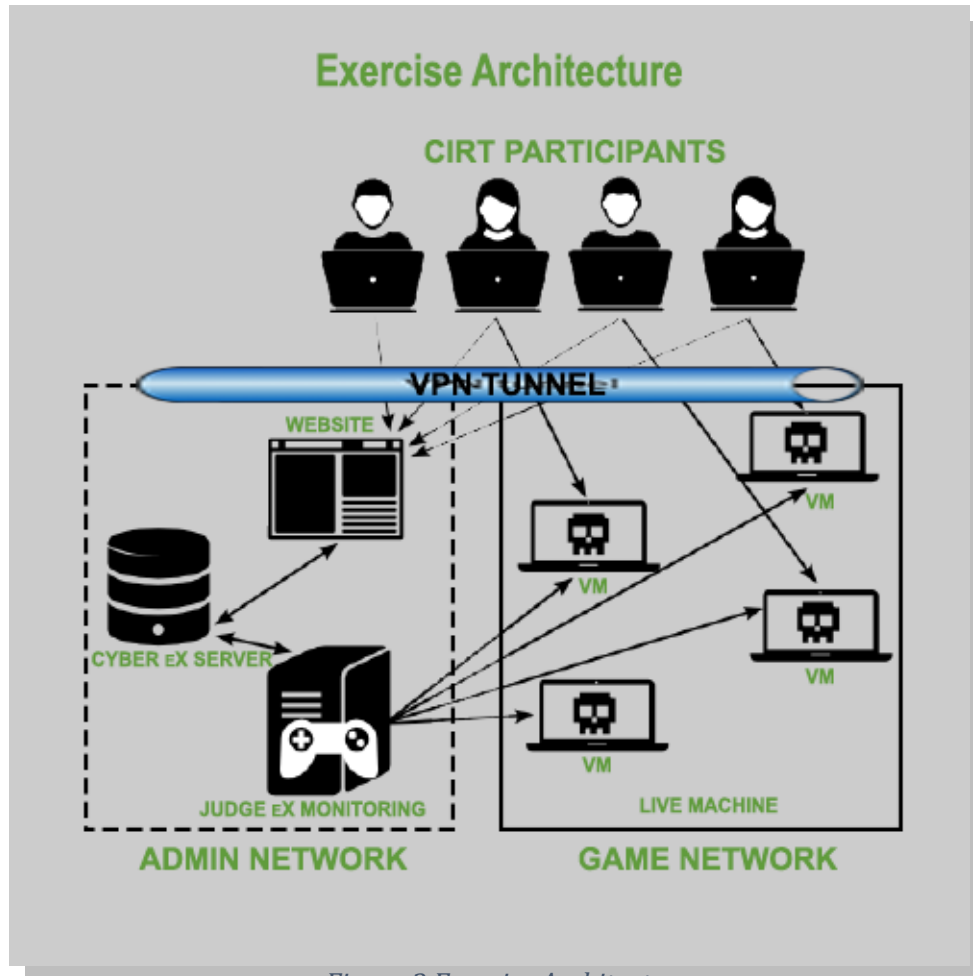 Exercise Architecture
CIRT PARTICIPANTS
VPN TUNNEL
WEBSITE
VM
VM
CYBER EX SERVER
VM
VM
JUDGE EX MONITORING
LIVE MACHINE
ADMIN NETWORK
GAME NETWORK